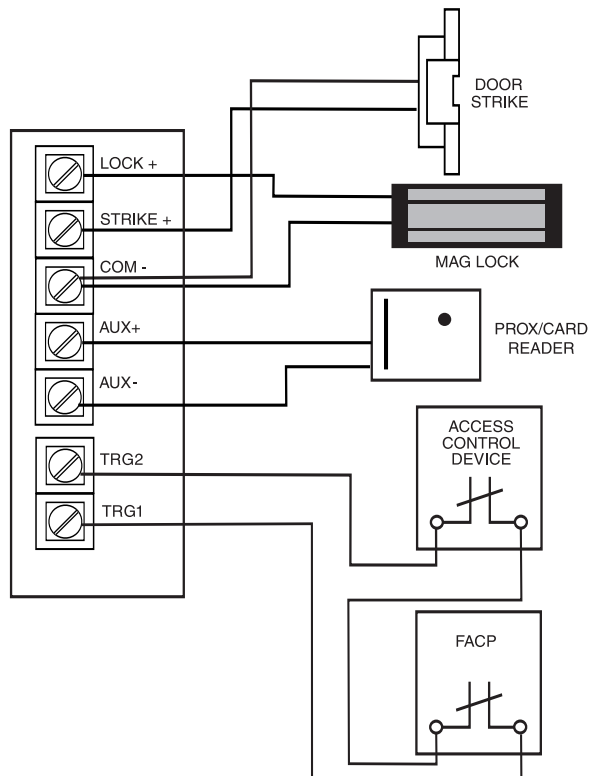 DOOR
STRIKE
LOCK +
STRIKE +
COM -
MAG LOCK
AUX+
PROX/CARD
READER
AUX-
ACCESS
CONTROL
DEVICE
TRG2
TRG1
FACP